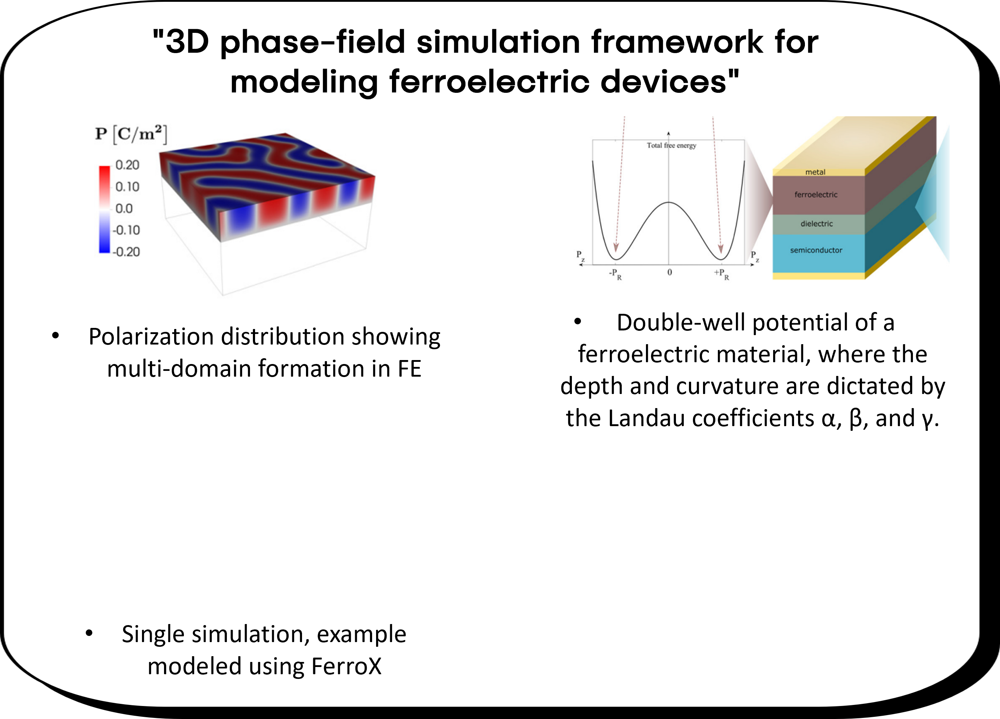 "3D phase-field simulation framework for
modeling ferroelectric devices"
P [C/m²]
0.20
0.10
0.0
-0.10
-0.20
Total free energy
P_z
P_z
-P_R
0
+P_R
metal
ferroelectric
dielectric
semiconductor
• Polarization distribution showing
multi-domain formation in FE
• Double-well potential of a
ferroelectric material, where the
depth and curvature are dictated by
the Landau coefficients α, β, and γ.
• Single simulation, example
modeled using FerroX